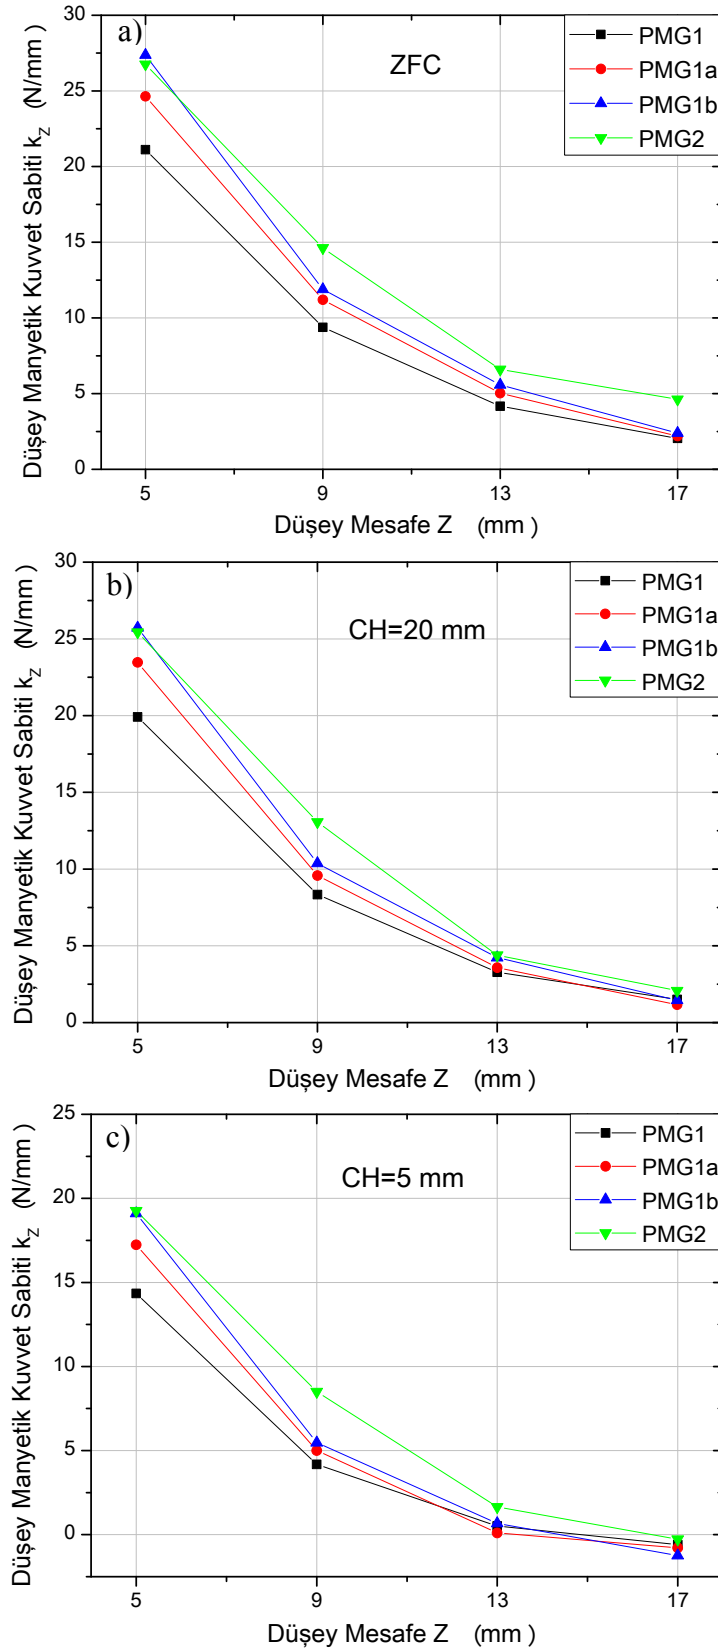 a)
ZFC
PMG1
PMG1a
PMG1b
PMG2
30
25
20
15
10
5
0
Düşey Manyetik Kuvvet Sabiti k_z (N/mm)
5 9 13 17
Düşey Mesafe Z (mm )
b)
CH=20 mm
PMG1
PMG1a
PMG1b
PMG2
30
25
20
15
10
5
0
Düşey Manyetik Kuvvet Sabiti k_z (N/mm )
5 9 13 17
Düşey Mesafe Z (mm )
c)
CH=5 mm
PMG1
PMG1a
PMG1b
PMG2
25
20
15
10
5
0
Düşey Manyetik Kuvvet Sabiti k_z (N/mm )
5 9 13 17
Düşey Mesafe Z (mm )